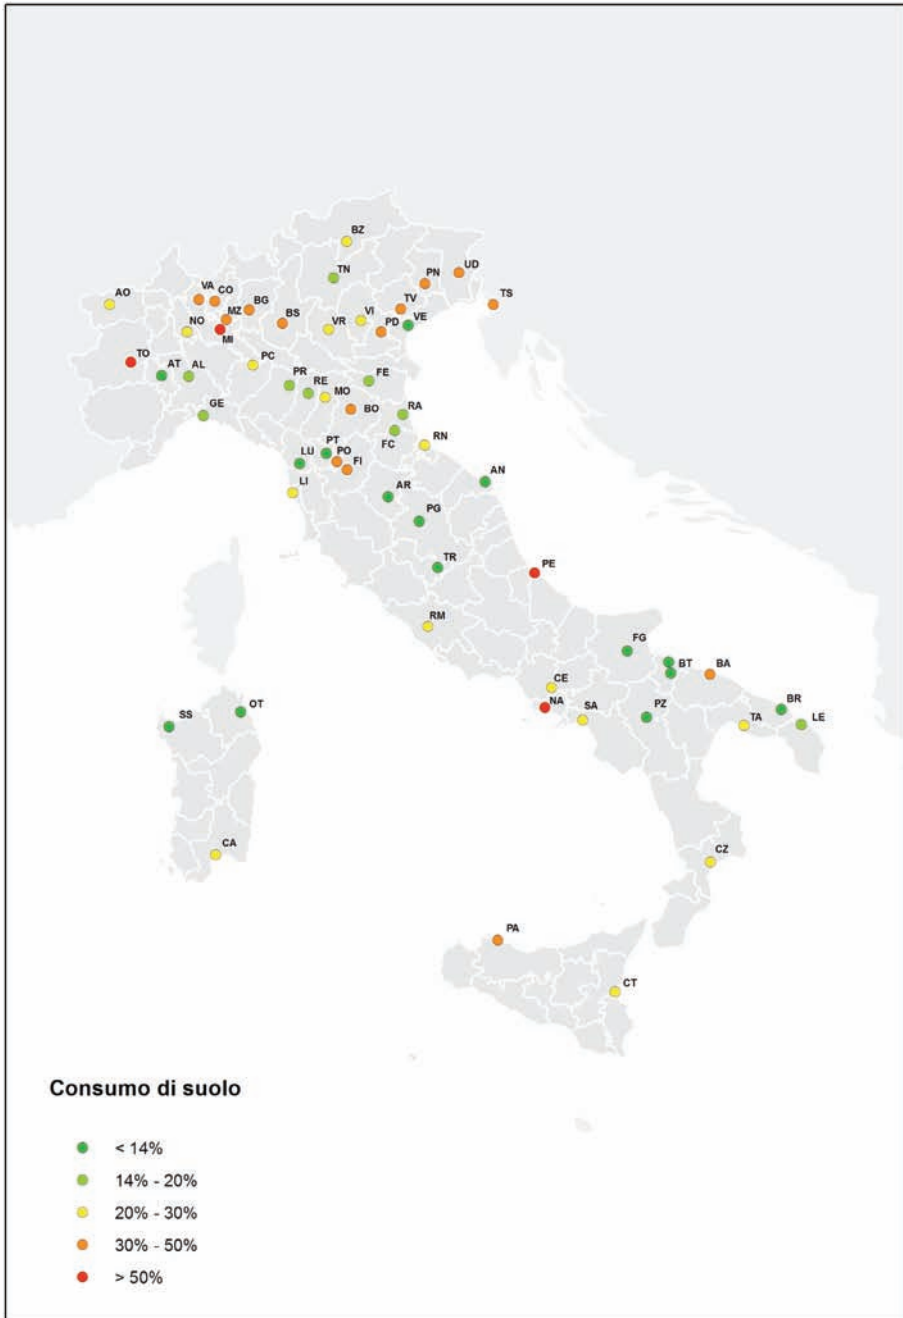 BZ
TN
PN
UD
AO
VA
CO
BG
TS
MZ
BS
TV
NO
VR
VI
PD
VE
MI
TO
AT
AL
PC
PR
RE
MO
FE
GE
BO
RA
FC
RN
LU
PT
PO
FI
LI
AR
AN
PG
TR
PE
RM
FG
BT
BA
CE
NA
SA
PZ
TA
BR
LE
SS
OT
CA
CZ
PA
CT
Consumo di suolo
< 14%
14% - 20%
20% - 30%
30% - 50%
> 50%